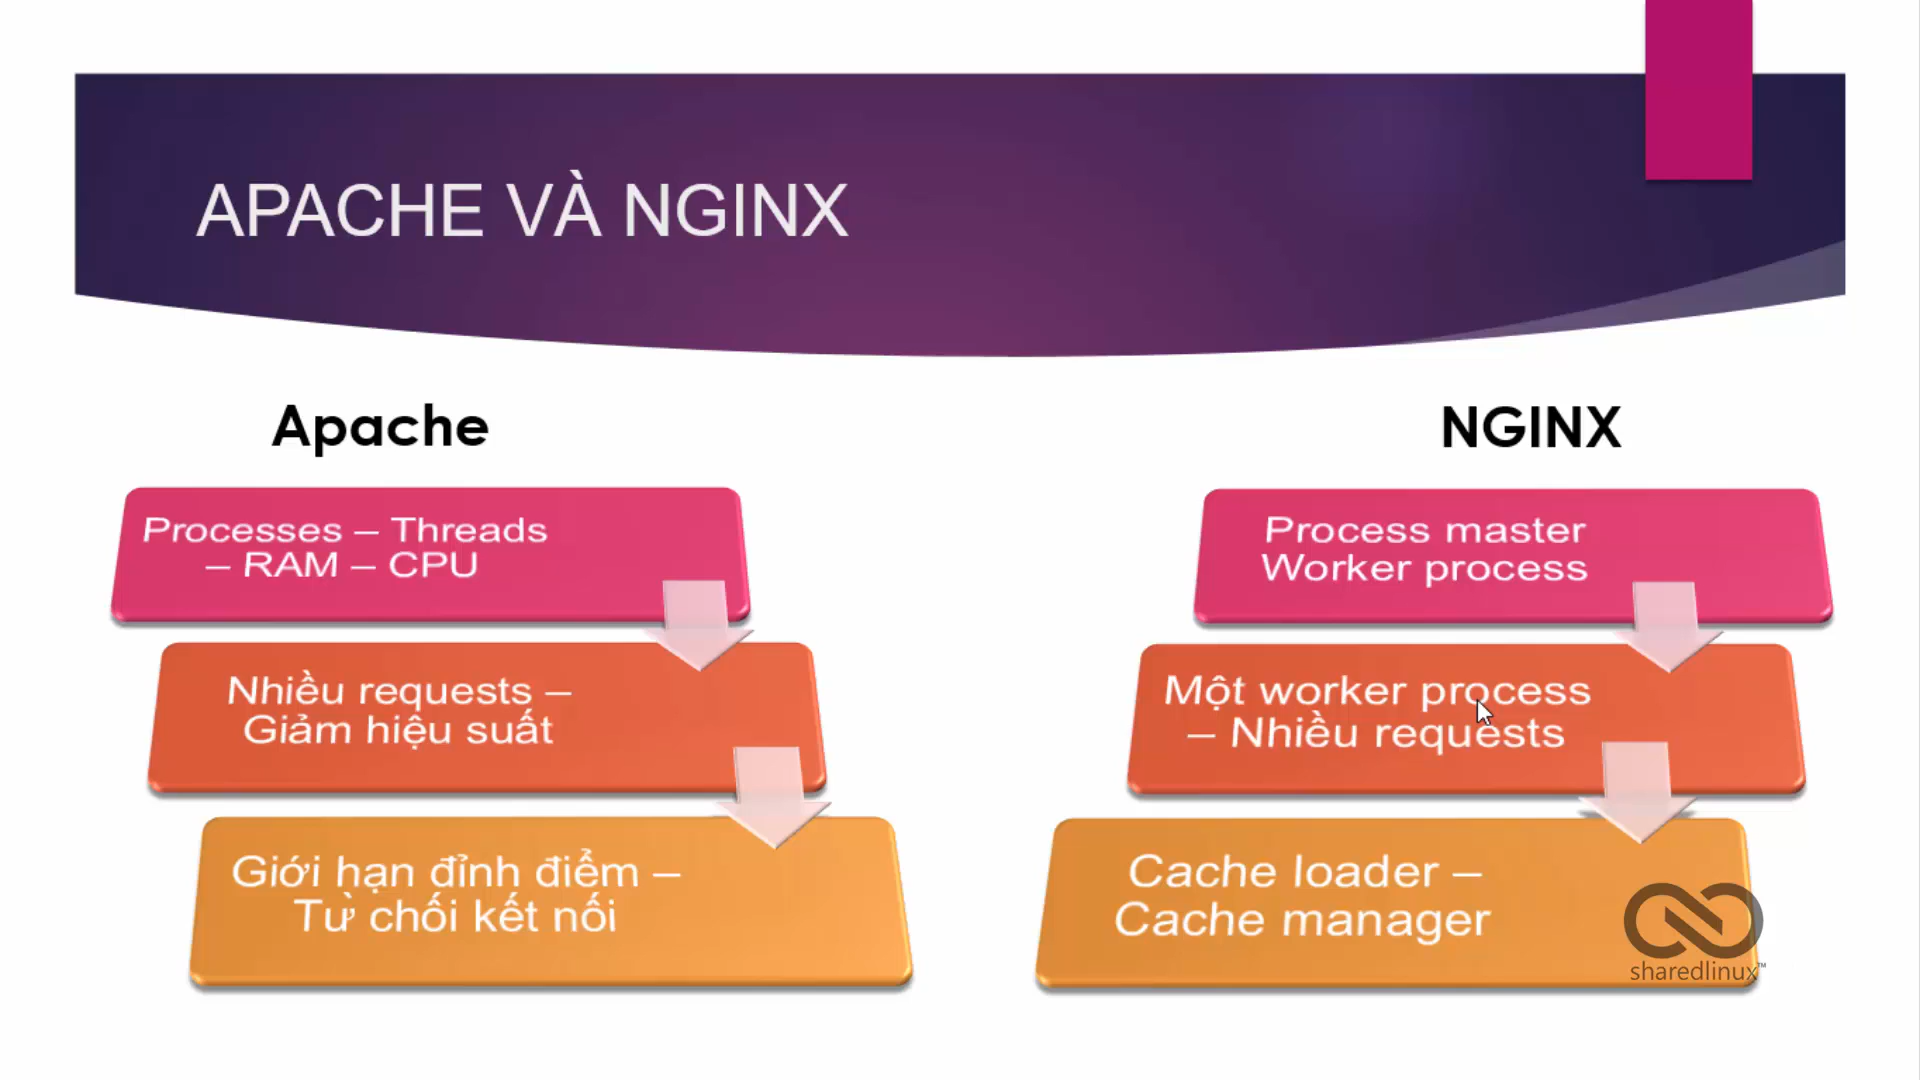 APACHE VÀ NGINX
Apache
Processes – Threads
– RAM – CPU
Nhiều requests –
Giảm hiệu suất
Giới hạn đỉnh điểm –
Từ chối kết nối
NGINX
Process master
Worker process
Một worker process
– Nhiều requests
Cache loader –
Cache manager
sharedlinux™